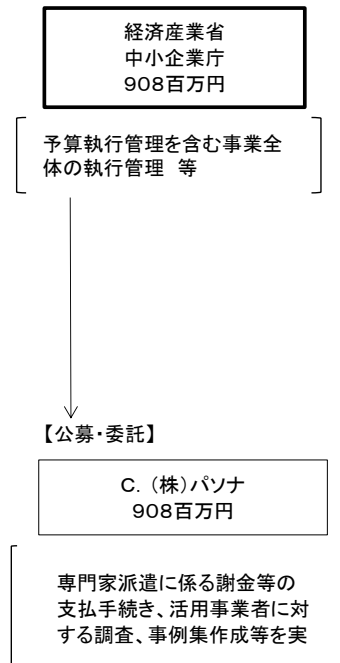 経済産業省
中小企業庁
908百万円
予算執行管理を含む事業全
体の執行管理　等
【公募・委託】
C．（株）パソナ
908百万円
専門家派遣に係る謝金等の
支払手続き、活用事業者に対
する調査、事例集作成等を実